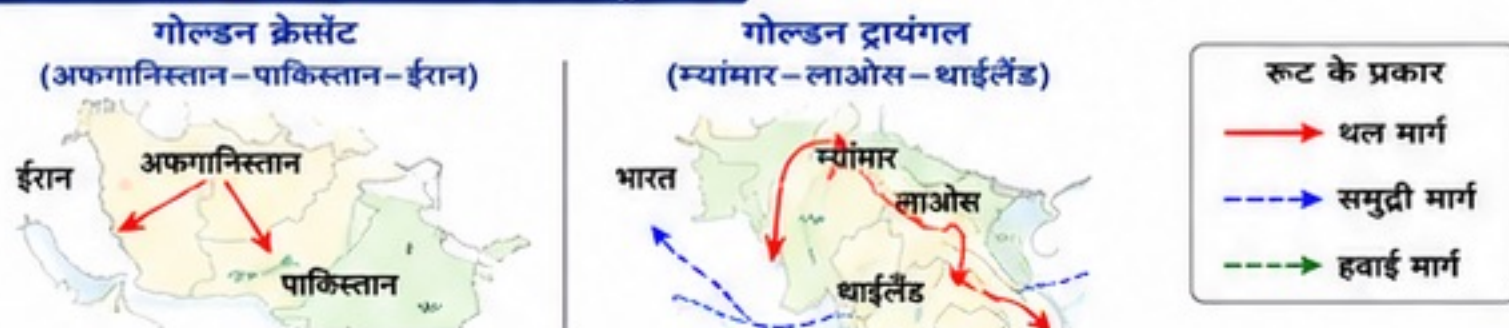 गोल्डन क्रेसेंट
(अफगानिस्तान–पाकिस्तान–ईरान)
ईरान
अफगानिस्तान
पाकिस्तान
गोल्डन ट्रायंगल
(म्यांमार–लाओस–थाईलैंड)
भारत
म्यांमार
लाओस
थाईलैंड
रूट के प्रकार
थल मार्ग
समुद्री मार्ग
हवाई मार्ग